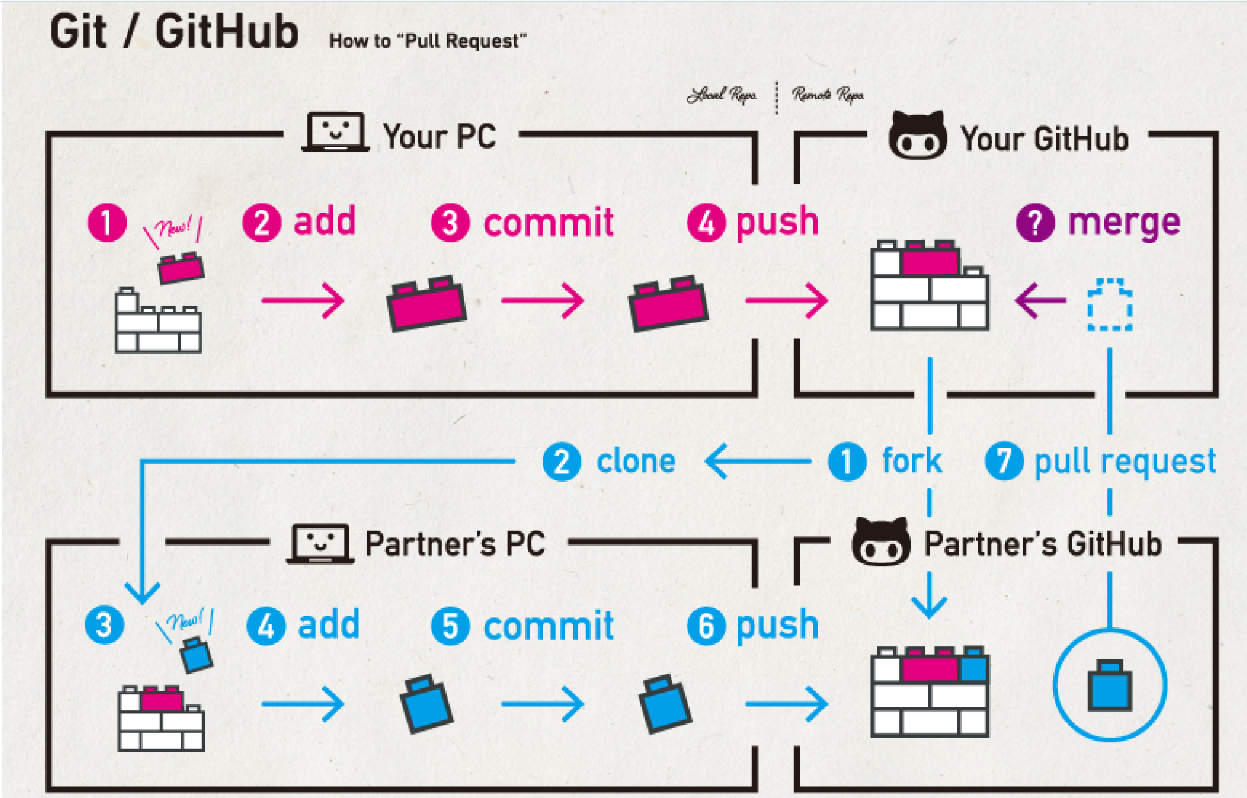 Git / GitHub How to “Pull Request”
Local Repo. Remote Repo
Your PC
Your GitHub
1 New! 2 add 3 commit 4 push
? merge
2 clone 1 fork 7 pull request
Partner's PC
Partner's GitHub
3 New! 4 add 5 commit 6 push